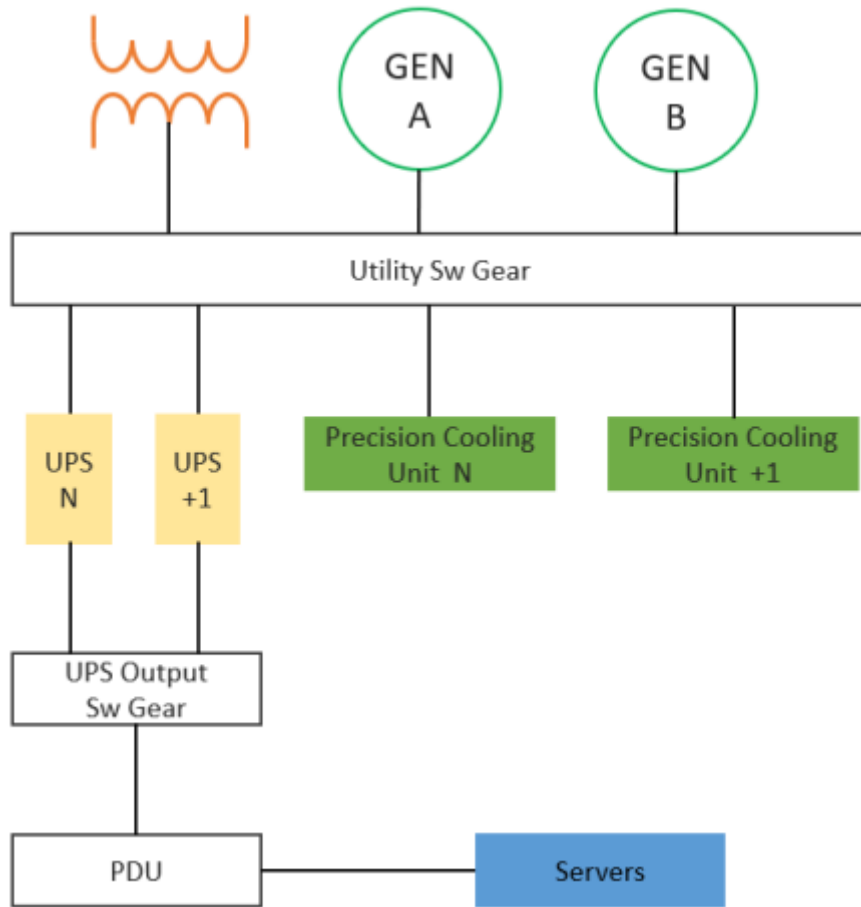 GEN
A
GEN
B
Utility Sw Gear
UPS
N
UPS
+1
Precision Cooling
Unit N
Precision Cooling
Unit +1
UPS Output
Sw Gear
PDU
Servers